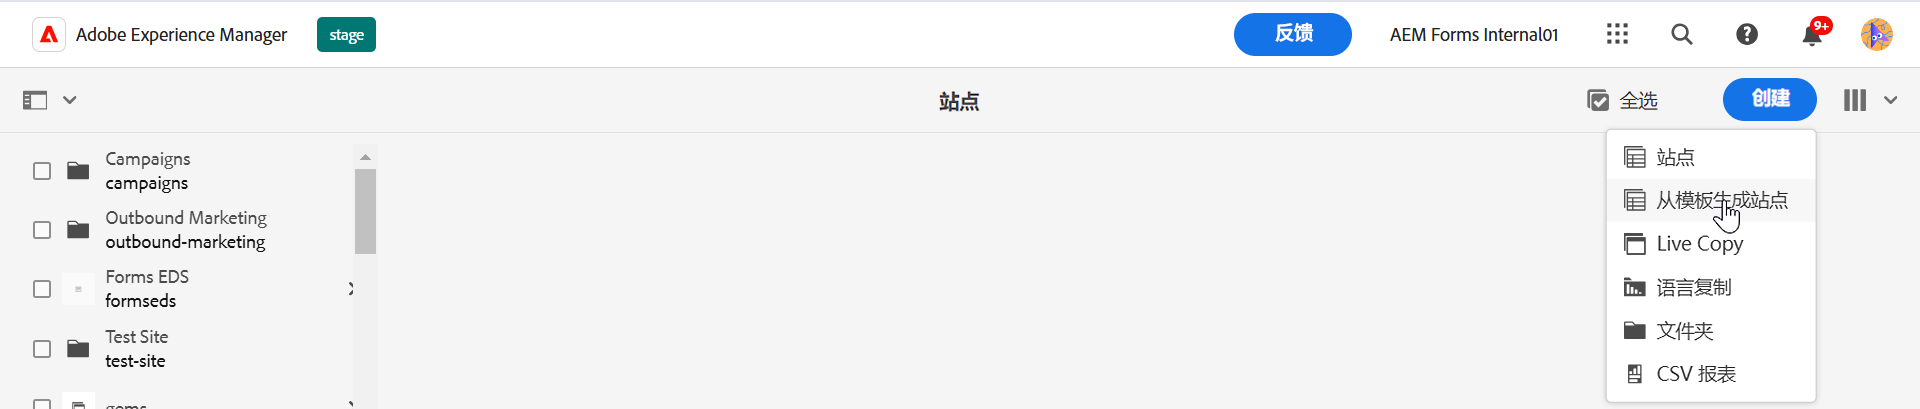 Adobe Experience Manager
stage
反馈
AEM Forms Internal01
9+
站点
全选
创建
Campaigns
campaigns
Outbound Marketing
outbound-marketing
Forms EDS
formseds
Test Site
test-site
站点
从模板生成站点
Live Copy
语言复制
文件夹
CSV 报表